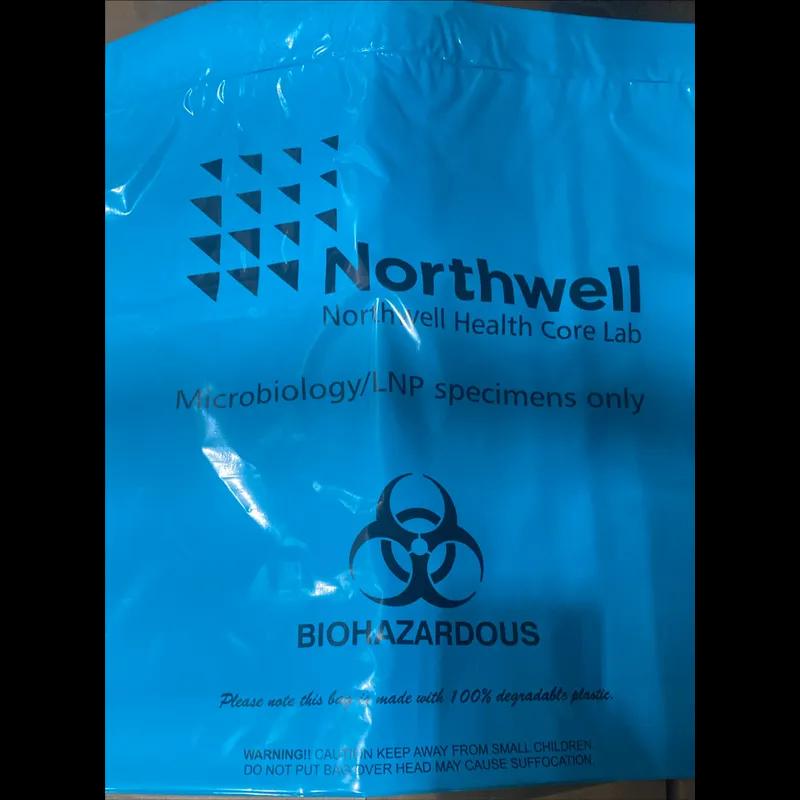 Northwell
Northwell Health Core Lab
Microbiology/LNP specimens only
BIOHAZARDOUS
Please note this bag is made with 100% degradable plastic.
WARNING!! CAUTION KEEP AWAY FROM SMALL CHILDREN
DO NOT PUT BAG OVER HEAD MAY CAUSE SUFFOCATION.